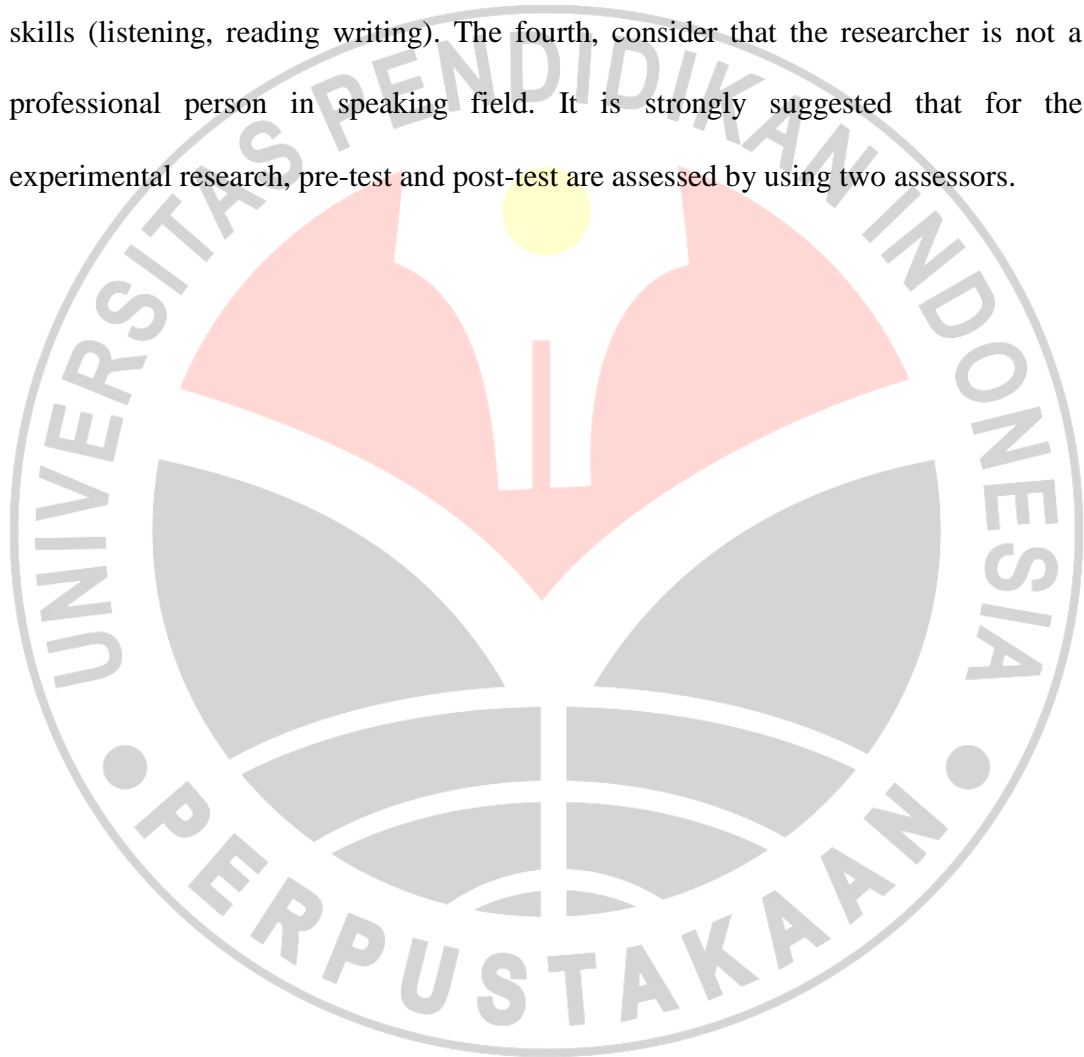 skills (listening, reading writing). The fourth, consider that the researcher is not a
professional person in speaking field. It is strongly suggested that for the
experimental research, pre-test and post-test are assessed by using two assessors.
UNIVERSITAS PENDIDIKAN INDONESIA
PERPUSTAKAAN